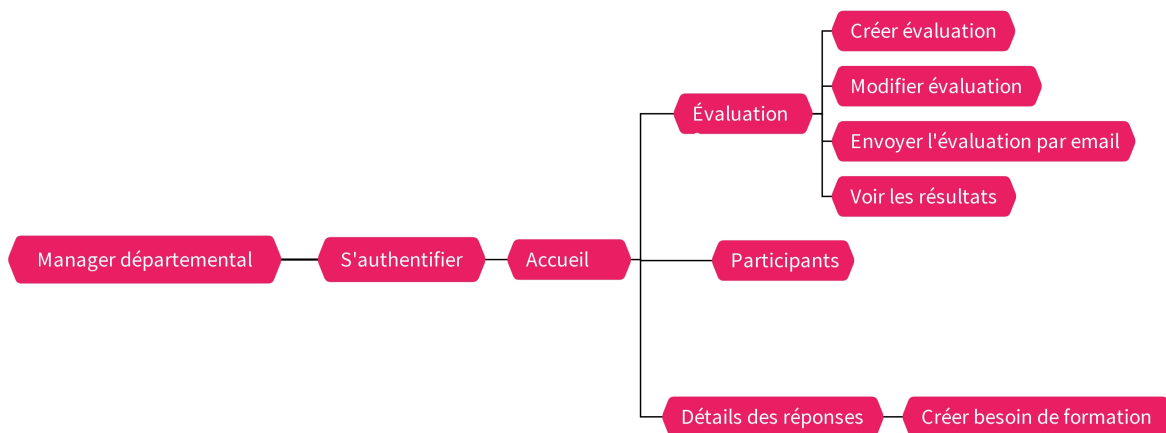 Créer évaluation
Modifier évaluation
Évaluation
Envoyer l'évaluation par email
Voir les résultats
Manager départemental
S'authentifier
Accueil
Participants
Détails des réponses
Créer besoin de formation